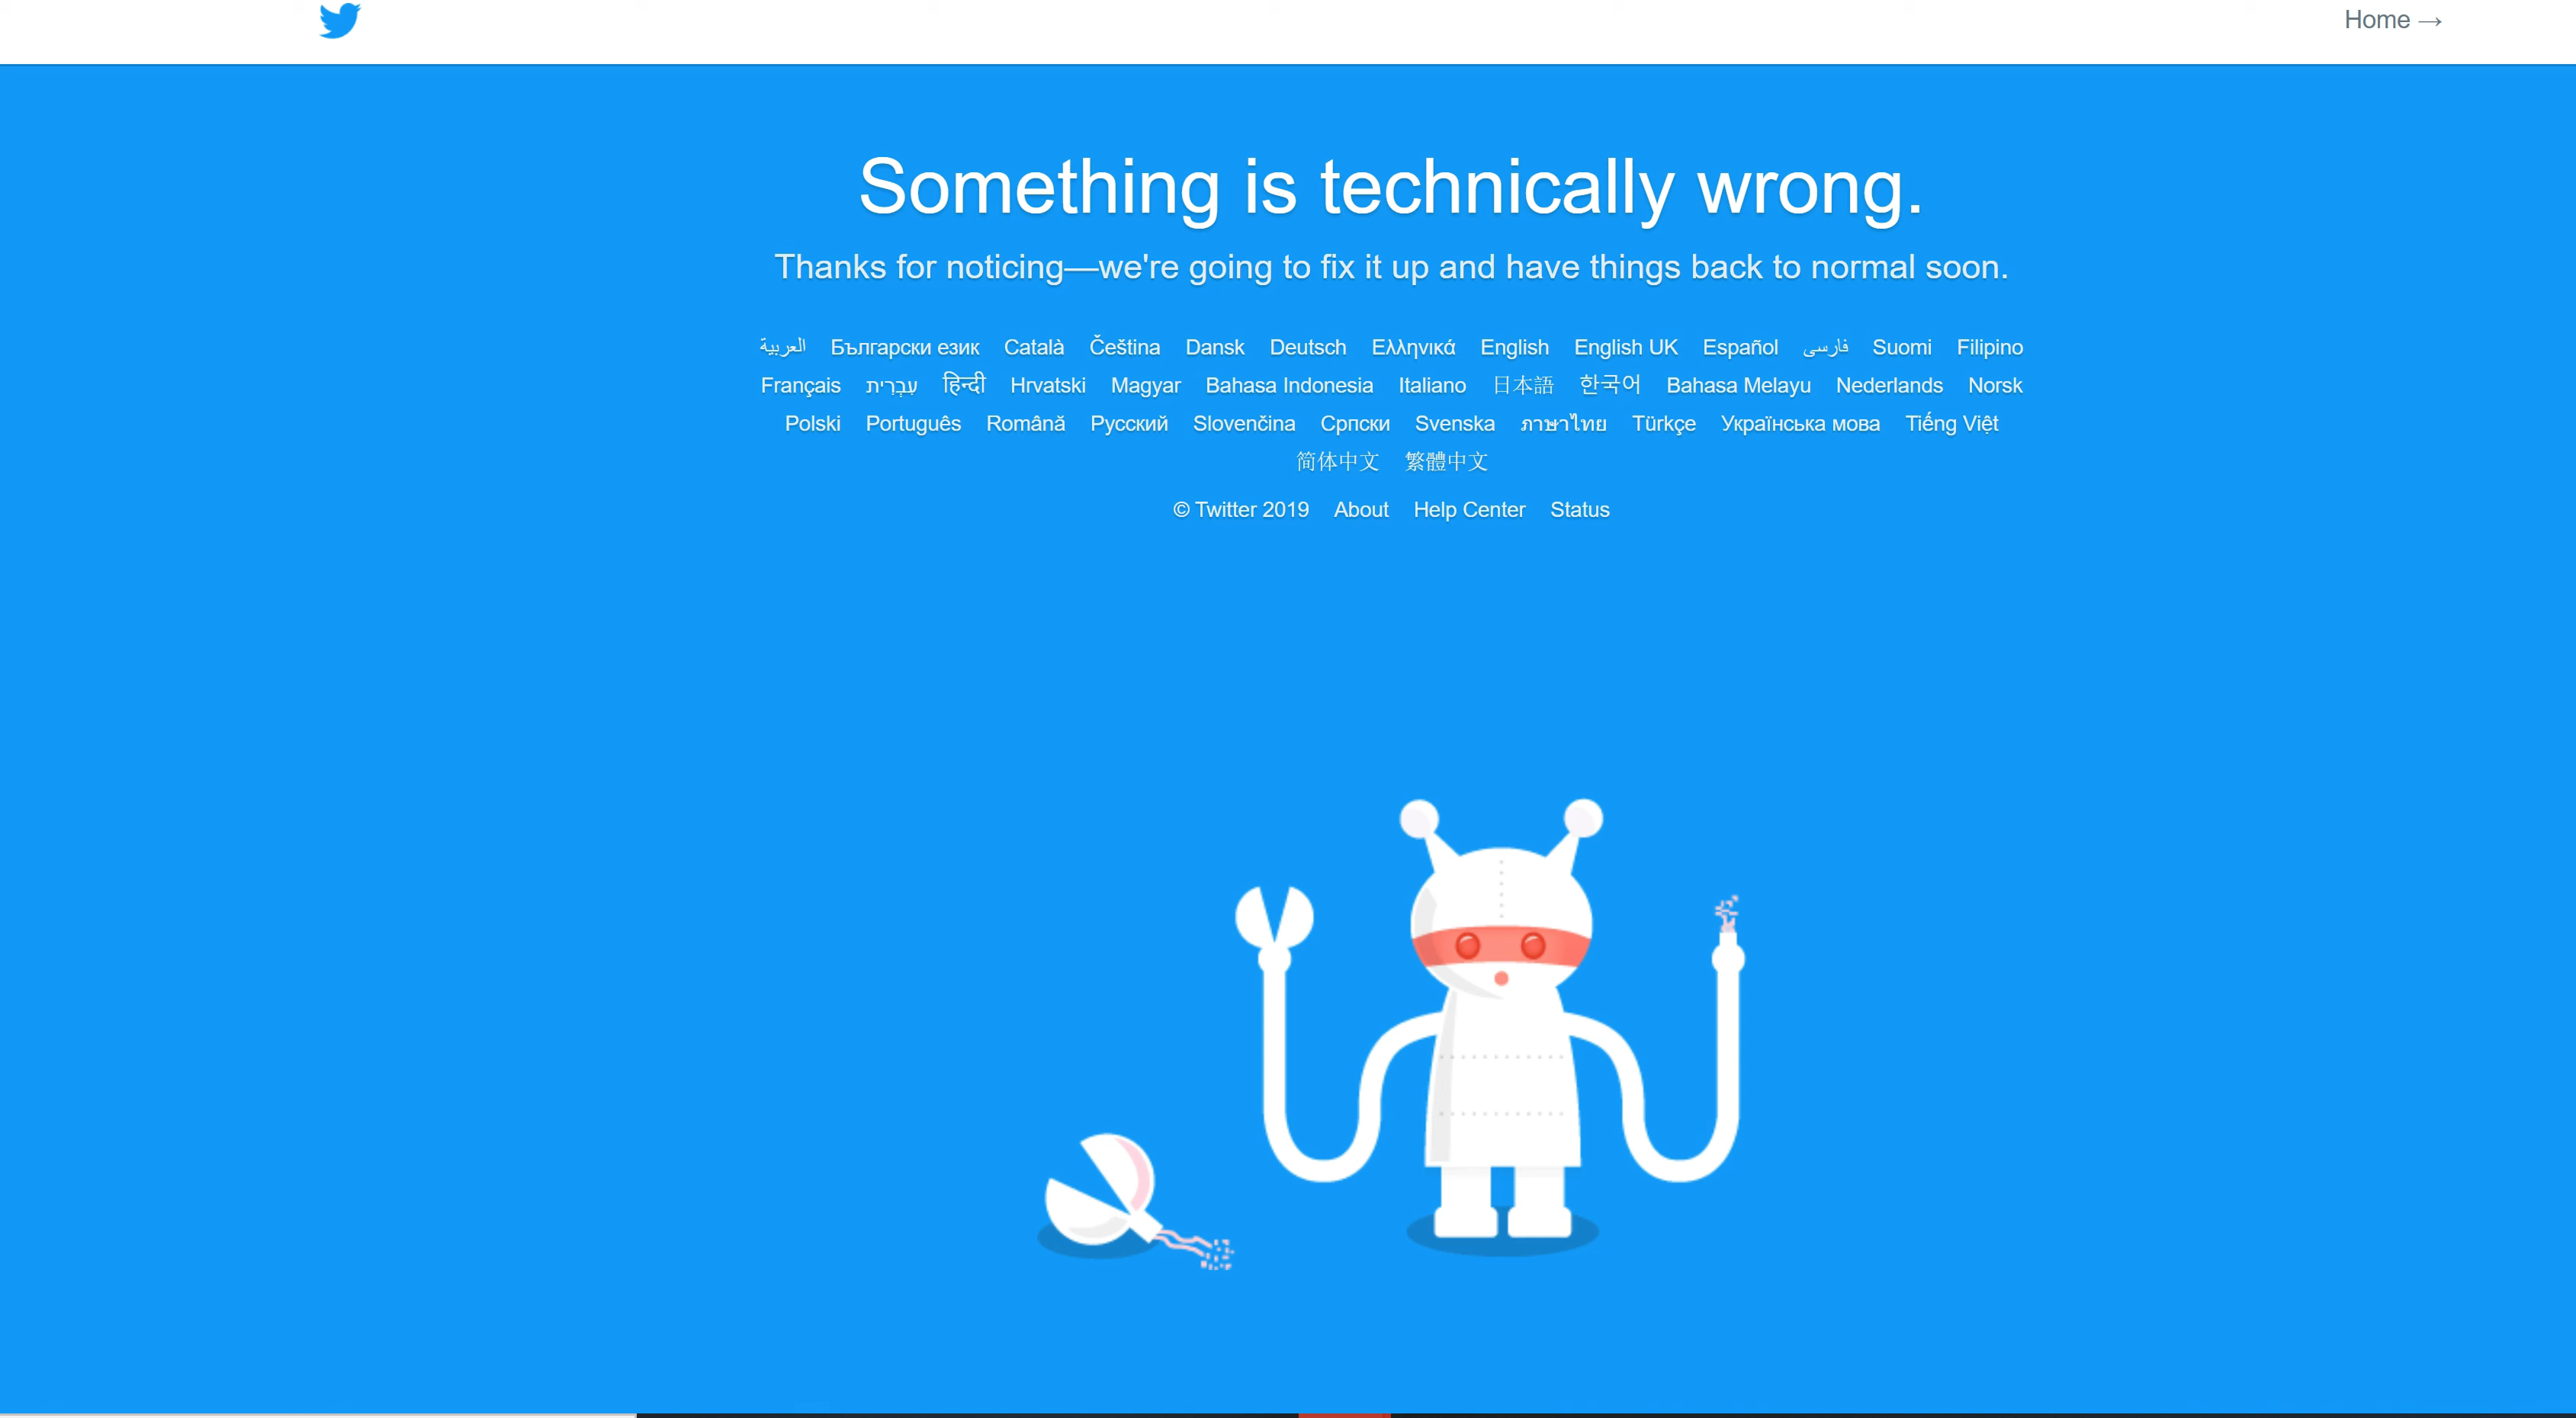 Home →
Something is technically wrong.
Thanks for noticing—we're going to fix it up and have things back to normal soon.
العربية Български език Català Čeština Dansk Deutsch Ελληνικά English English UK Español فارسی Suomi Filipino
Français עִבְרִית हिन्दी Hrvatski Magyar Bahasa Indonesia Italiano 日本語 한국어 Bahasa Melayu Nederlands Norsk
Polski Português Română Русский Slovenčina Српски Svenska ภาษาไทย Türkçe Українська мова Tiếng Việt
简体中文 繁體中文
© Twitter 2019 About Help Center Status